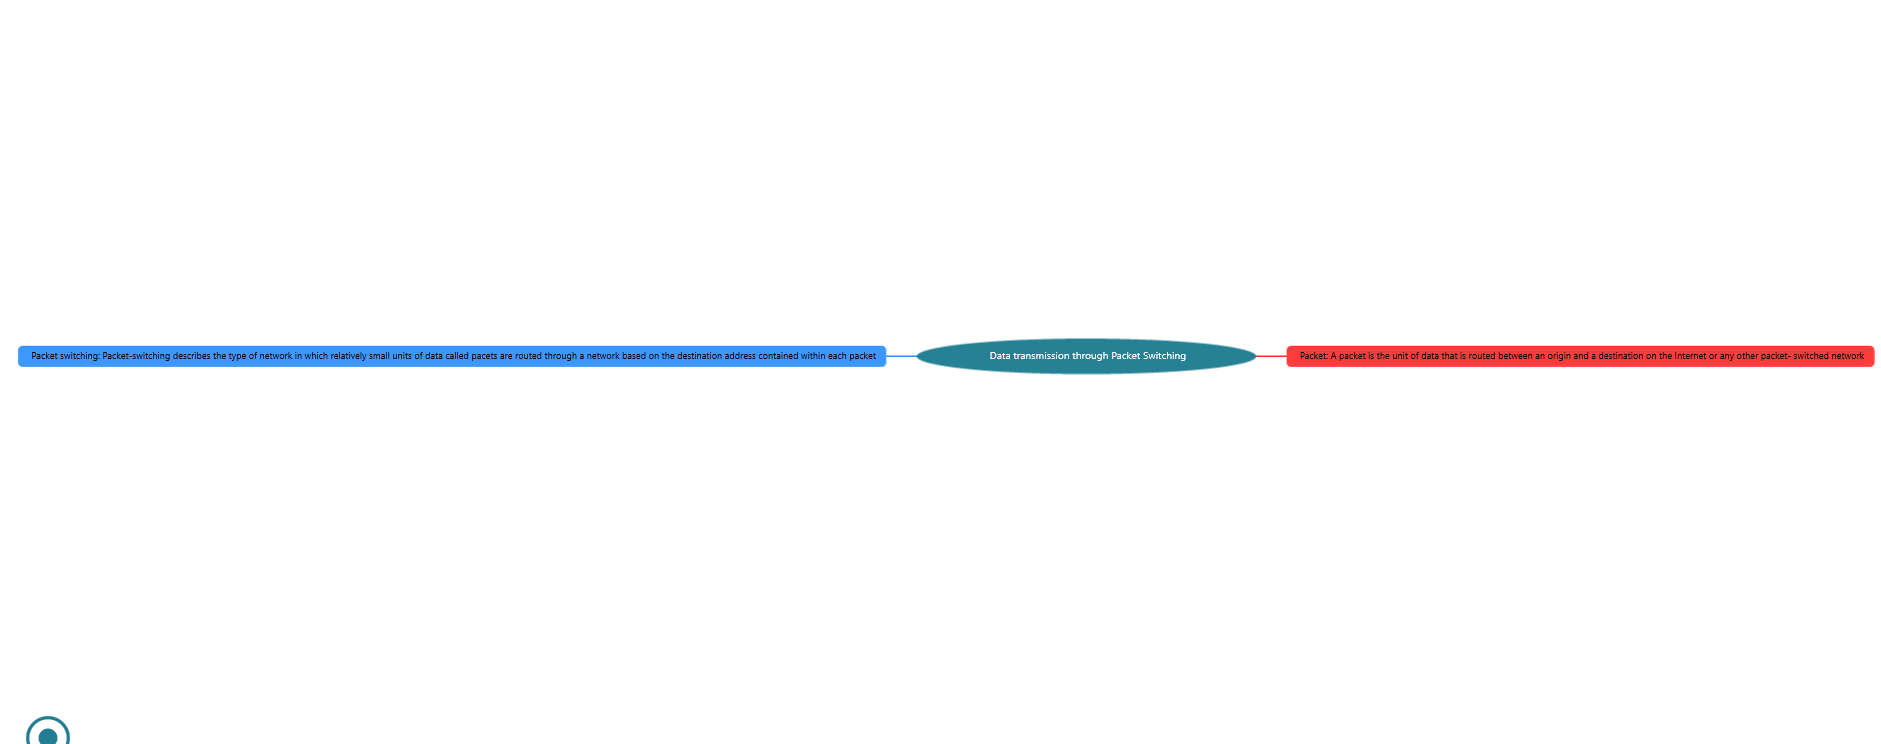 Packet switching: Packet-switching describes the type of network in which relatively small units of data called pacets are routed through a network based on the destination address contained within each packet
Data transmission through Packet Switching
Packet: A packet is the unit of data that is routed between an origin and a destination on the Internet or any other packet- switched network